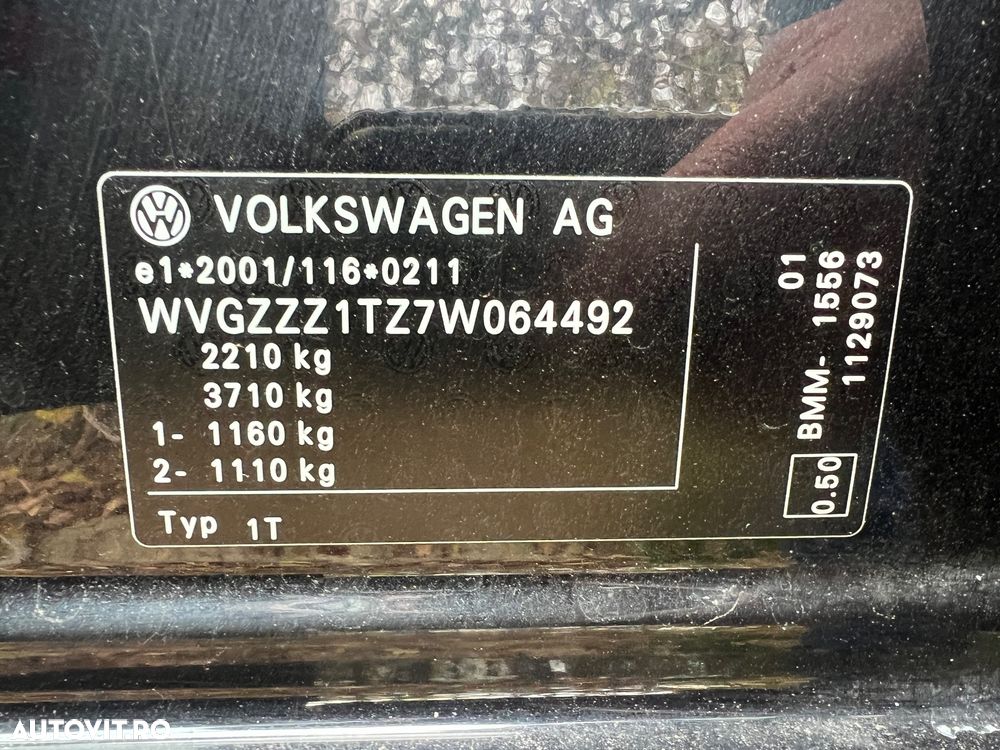 VOLKSWAGEN AG
e1*2001/116*0211
WVGZZZ1TZ7W064492
2210 kg
3710 kg
1- 1160 kg
2- 1110 kg
Typ 1T
01
BMM- 1556
1129073
0.50
AUTOVIT.RO